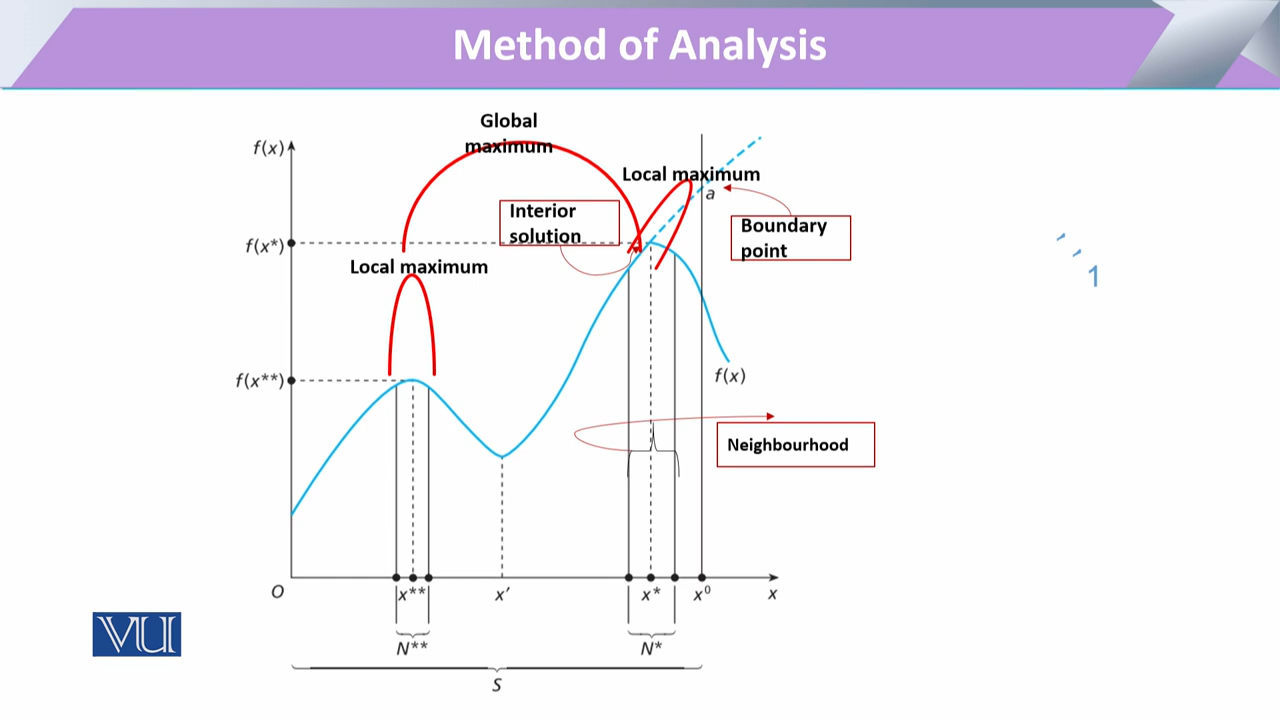 Method of Analysis
Global
maximum
f(x)
Local maximum
a
Interior
solution
Boundary
point
f(x*)
Local maximum
1
f(x**)
f(x)
Neighbourhood
O
x**
x′
x*
x⁰
x
VU
N**
N*
S